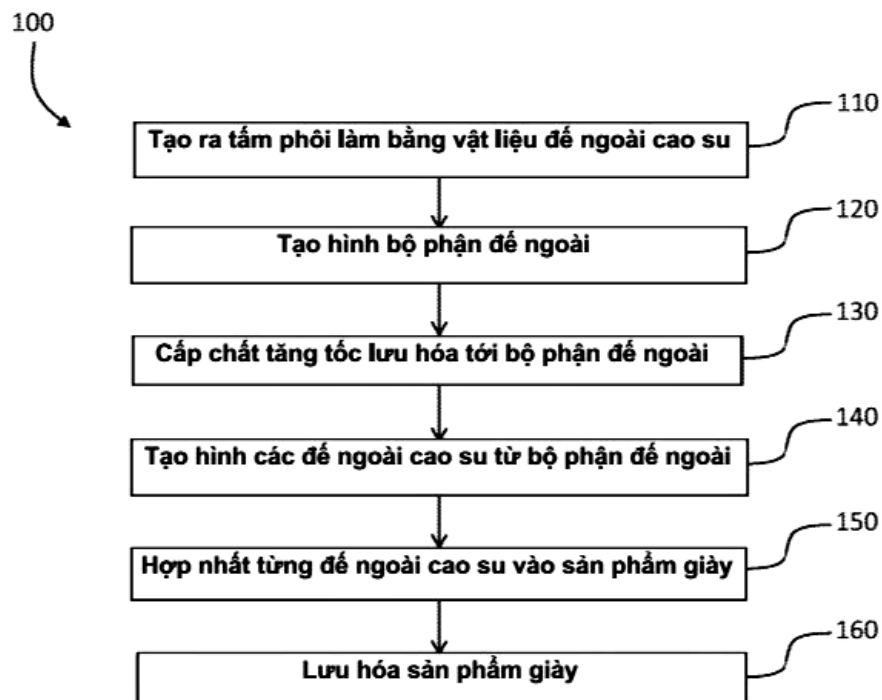 100
110
Tạo ra tấm phôi làm bằng vật liệu đế ngoài cao su
120
Tạo hình bộ phận đế ngoài
130
Cấp chất tăng tốc lưu hóa tới bộ phận đế ngoài
140
Tạo hình các đế ngoài cao su từ bộ phận đế ngoài
150
Hợp nhất từng đế ngoài cao su vào sản phẩm giày
160
Lưu hóa sản phẩm giày